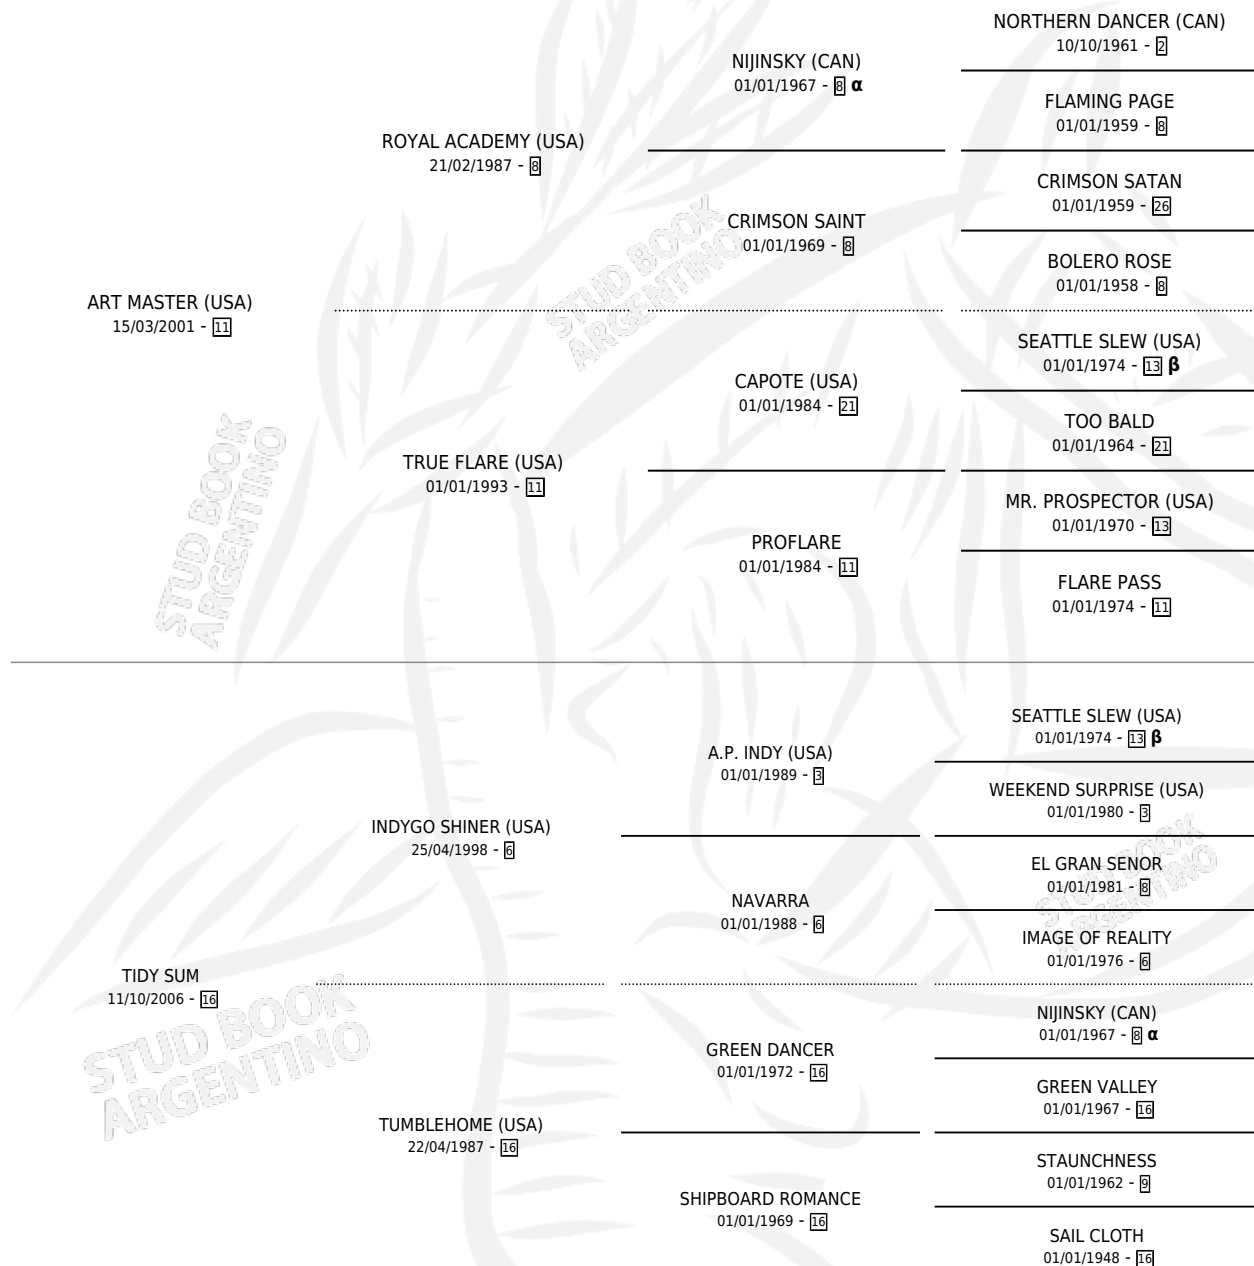 NORTHERN DANCER (CAN)
10/10/1961 - 2
NIJINSKY (CAN)
01/01/1967 - 8 α
FLAMING PAGE
01/01/1959 - 8
ROYAL ACADEMY (USA)
21/02/1987 - 8
CRIMSON SATAN
01/01/1959 - 26
CRIMSON SAINT
01/01/1969 - 8
BOLERO ROSE
01/01/1958 - 8
ART MASTER (USA)
15/03/2001 - 11
SEATTLE SLEW (USA)
01/01/1974 - 13 β
CAPOTE (USA)
01/01/1984 - 21
TOO BALD
01/01/1964 - 21
TRUE FLARE (USA)
01/01/1993 - 11
MR. PROSPECTOR (USA)
01/01/1970 - 13
PROFLARE
01/01/1984 - 11
FLARE PASS
01/01/1974 - 11
STUD BOOK
ARGENTINO
STUD BOOK
ARGENTINO
SEATTLE SLEW (USA)
01/01/1974 - 13 β
A.P. INDY (USA)
01/01/1989 - 3
WEEKEND SURPRISE (USA)
01/01/1980 - 3
INDYGO SHINER (USA)
25/04/1998 - 6
EL GRAN SENOR
01/01/1981 - 8
NAVARRA
01/01/1988 - 6
IMAGE OF REALITY
01/01/1976 - 6
TIDY SUM
11/10/2006 - 16
NIJINSKY (CAN)
01/01/1967 - 8 α
GREEN DANCER
01/01/1972 - 16
GREEN VALLEY
01/01/1967 - 16
TUMBLEHOME (USA)
22/04/1987 - 16
STAUNCHNESS
01/01/1962 - 9
SHIPBOARD ROMANCE
01/01/1969 - 16
SAIL CLOTH
01/01/1948 - 16
STUD BOOK
ARGENTINO
STUD BOOK
ARGENTINO